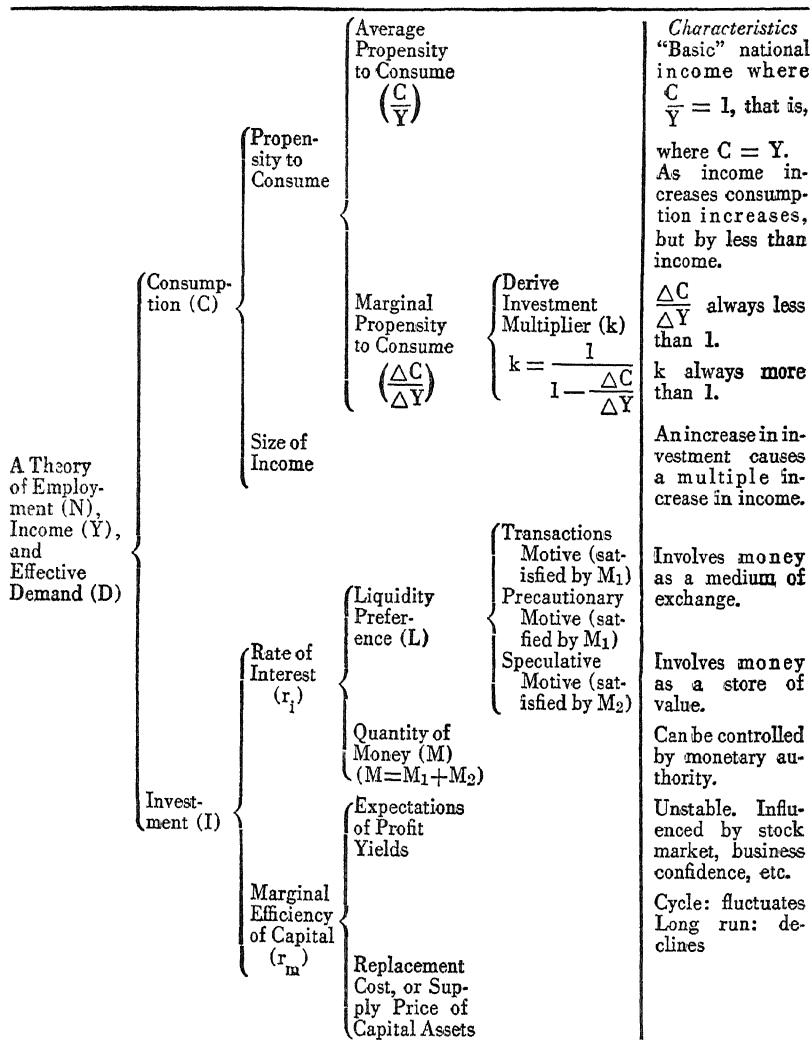 Average
Propensity
to Consume
(C/Y)
Propen-
sity to
Consume
Consump-
tion (C)
Marginal
Propensity
to Consume
(△C/△Y)
Derive
Investment
Multiplier (k)
k = 1/(1 — △C/△Y)
Size of
Income
A Theory
of Employ-
ment (N),
Income (Y),
and
Effective
Demand (D)
Transactions
Motive (sat-
isfied by M₁)
Precautionary
Motive (sat-
fied by M₁)
Speculative
Motive (sat-
isfied by M₂)
Liquidity
Prefer-
ence (L)
Rate of
Interest
(r_i)
Quantity of
Money (M)
(M=M₁+M₂)
Invest-
ment (I)
Expectations
of Profit
Yields
Marginal
Efficiency
of Capital
(r_m)
Replacement
Cost, or Sup-
ply Price of
Capital Assets
Characteristics
"Basic" national
income where
C/Y = 1, that is,
where C = Y.
As income in-
creases consump-
tion increases,
but by less than
income.
△C/△Y always less
than 1.
k always more
than 1.
An increase in in-
vestment causes
a multiple in-
crease in income.
Involves money
as a medium of
exchange.
Involves money
as a store of
value.
Can be controlled
by monetary au-
thority.
Unstable. Influ-
enced by stock
market, business
confidence, etc.
Cycle: fluctuates
Long run: de-
clines